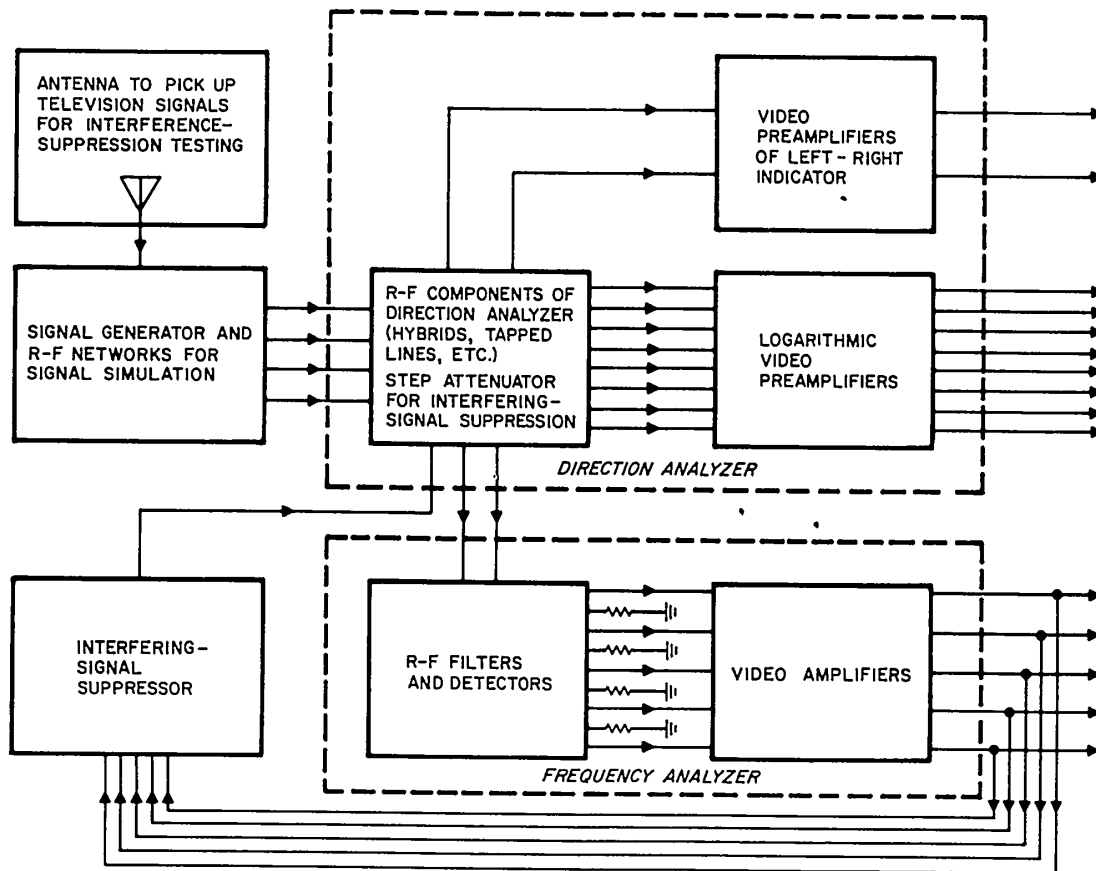 ANTENNA TO PICK UP
TELEVISION SIGNALS
FOR INTERFERENCE-
SUPPRESSION TESTING
VIDEO
PREAMPLIFIERS
OF LEFT-RIGHT
INDICATOR
SIGNAL GENERATOR AND
R-F NETWORKS FOR
SIGNAL SIMULATION
R-F COMPONENTS OF
DIRECTION ANALYZER
(HYBRIDS, TAPPED
LINES, ETC.)
STEP ATTENUATOR
FOR INTERFERING-
SIGNAL SUPPRESSION
LOGARITHMIC
VIDEO
PREAMPLIFIERS
DIRECTION ANALYZER
INTERFERING-
SIGNAL
SUPPRESSOR
R-F FILTERS
AND DETECTORS
VIDEO AMPLIFIERS
FREQUENCY ANALYZER